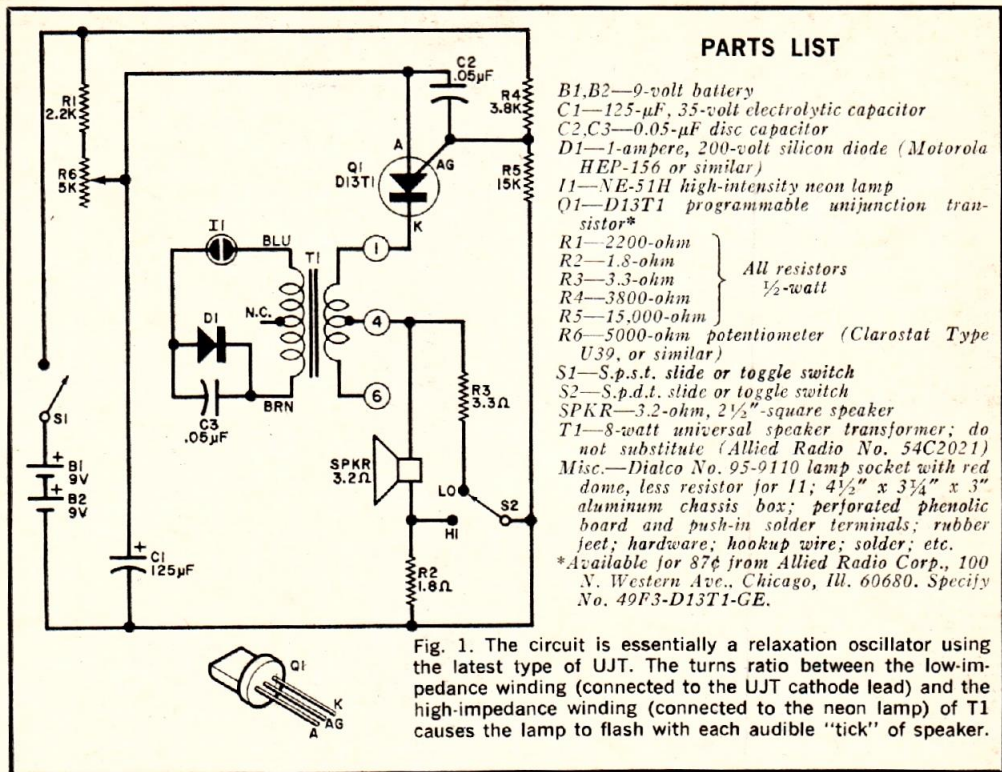 R1
2.2K
R6
5K
C2
.05µF
R4
3.8K
A
AG
Q1
D13T1
K
R5
15K
I1
BLU
T1
1
N.C.
4
D1
6
BRN
C3
.05µF
R3
3.3Ω
S1
+
B1
9V
+
B2
9V
SPKR
3.2Ω
LO
S2
HI
+
C1
125µF
R2
1.8Ω
Q1
K
AG
A
PARTS LIST
B1,B2—9-volt battery
C1—125-µF, 35-volt electrolytic capacitor
C2,C3—0.05-µF disc capacitor
D1—1-ampere, 200-volt silicon diode (Motorola
HEP-156 or similar)
I1—NE-51H high-intensity neon lamp
Q1—D13T1 programmable unijunction tran-
sistor*
R1—2200-ohm
R2—1.8-ohm
R3—3.3-ohm
R4—3800-ohm
R5—15,000-ohm
All resistors
½-watt
R6—5000-ohm potentiometer (Clarostat Type
U39, or similar)
S1—S.p.s.t. slide or toggle switch
S2—S.p.d.t. slide or toggle switch
SPKR—3.2-ohm, 2½"-square speaker
T1—8-watt universal speaker transformer; do
not substitute (Allied Radio No. 54C2021)
Misc.—Dialco No. 95-9110 lamp socket with red
dome, less resistor for I1; 4½" x 3¼" x 3"
aluminum chassis box; perforated phenolic
board and push-in solder terminals; rubber
feet; hardware; hookup wire; solder; etc.
*Available for 87¢ from Allied Radio Corp., 100
N. Western Ave., Chicago, Ill. 60680. Specify
No. 49F3-D13T1-GE.
Fig. 1. The circuit is essentially a relaxation oscillator using
the latest type of UJT. The turns ratio between the low-im-
pedance winding (connected to the UJT cathode lead) and the
high-impedance winding (connected to the neon lamp) of T1
causes the lamp to flash with each audible "tick" of speaker.